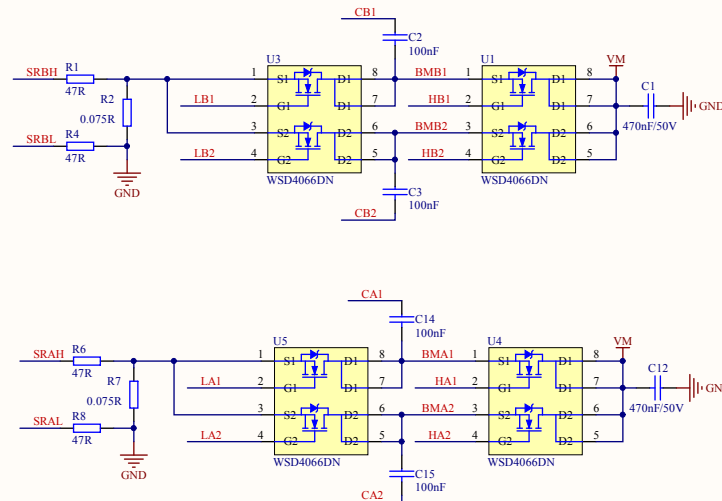 CB1
C2
100nF
U3
U1
VM
SRBH
R1
47R
1
S1
D1
8
BMB1
1
S1
D1
8
C1
R2
0.075R
LB1
2
G1
D1
7
HB1
2
G1
D1
7
GND
470nF/50V
3
S2
D2
6
BMB2
3
S2
D2
6
SRBL
R4
47R
LB2
4
G2
D2
5
HB2
4
G2
D2
5
WSD4066DN
WSD4066DN
GND
C3
100nF
CB2
CA1
C14
100nF
U5
U4
VM
SRAH
R6
47R
1
S1
D1
8
BMA1
1
S1
D1
8
C12
R7
0.075R
LA1
2
G1
D1
7
HA1
2
G1
D1
7
GN
470nF/50V
3
S2
D2
6
BMA2
3
S2
D2
6
SRAL
R8
47R
LA2
4
G2
D2
5
HA2
4
G2
D2
5
WSD4066DN
WSD4066DN
GND
C15
100nF
CA2